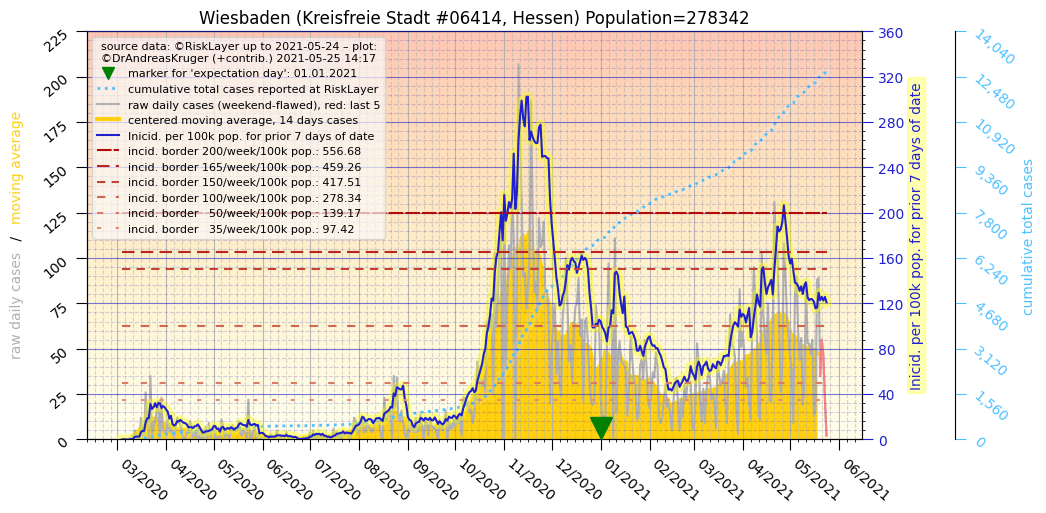 Wiesbaden (Kreisfreie Stadt #06414, Hessen) Population=278342
source data: ©RiskLayer up to 2021-05-24 – plot:
©DrAndreasKruger (+contrib.) 2021-05-25 14:17
marker for 'expectation day': 01.01.2021
cumulative total cases reported at RiskLayer
raw daily cases (weekend-flawed), red: last 5
centered moving average, 14 days cases
Inicid. per 100k pop. for prior 7 days of date
incid. border 200/week/100k pop.: 556.68
incid. border 165/week/100k pop.: 459.26
incid. border 150/week/100k pop.: 417.51
incid. border 100/week/100k pop.: 278.34
incid. border   50/week/100k pop.: 139.17
incid. border   35/week/100k pop.: 97.42
raw daily cases / moving average
225
200
175
150
125
100
75
50
25
0
03/2020
04/2020
05/2020
06/2020
07/2020
08/2020
09/2020
10/2020
11/2020
12/2020
01/2021
02/2021
03/2021
04/2021
05/2021
06/2021
360
320
280
240
200
160
120
80
40
0
Inicid. per 100k pop. for prior 7 days of date
14,040
12,480
10,920
9,360
7,800
6,240
4,680
3,120
1,560
0
cumulative total cases